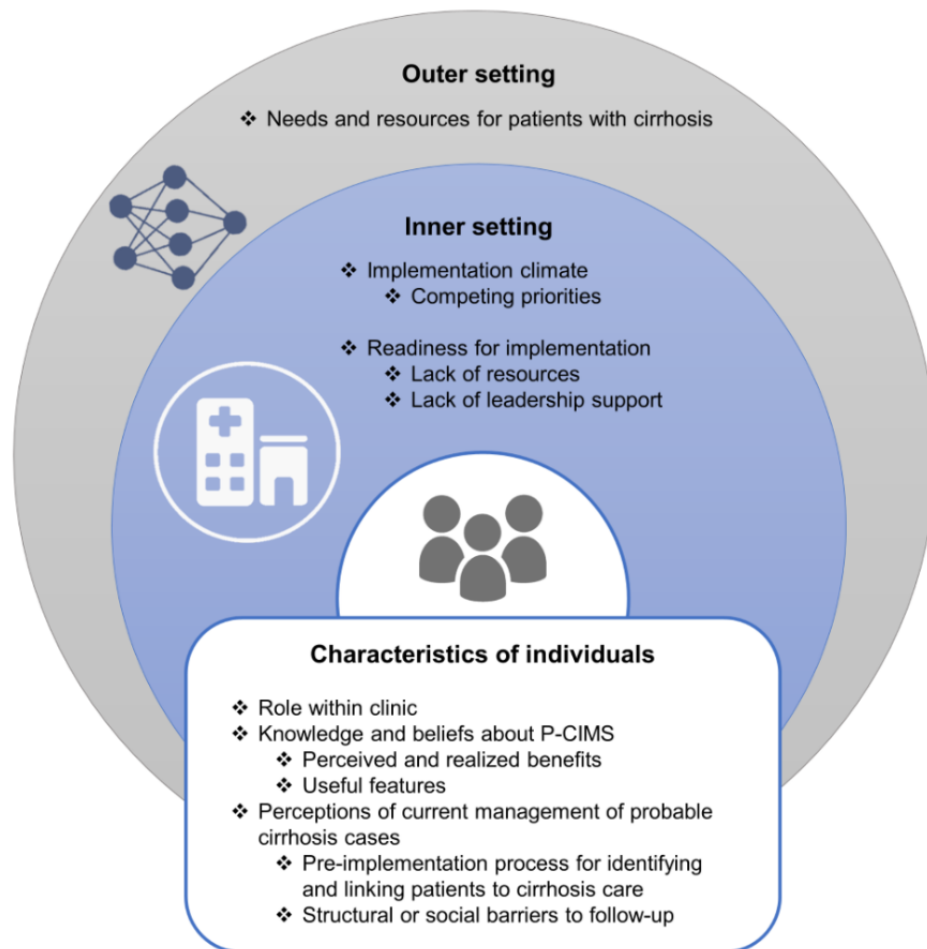 Outer setting
❖ Needs and resources for patients with cirrhosis
Inner setting
❖ Implementation climate
❖ Competing priorities
❖ Readiness for implementation
❖ Lack of resources
❖ Lack of leadership support
Characteristics of individuals
❖ Role within clinic
❖ Knowledge and beliefs about P-CIMS
❖ Perceived and realized benefits
❖ Useful features
❖ Perceptions of current management of probable
cirrhosis cases
❖ Pre-implementation process for identifying
and linking patients to cirrhosis care
❖ Structural or social barriers to follow-up